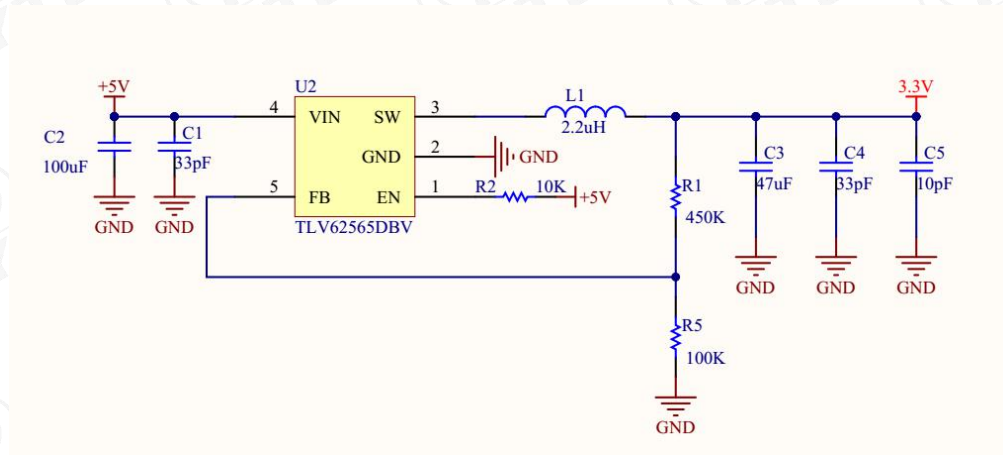 +5V
U2
L1
3.3V
4
VIN
SW
3
2.2uH
C2
C1
100uF
33pF
GND
2
GND
C3
C4
C5
47uF
33pF
10pF
5
FB
EN
1
R2
10K
+5V
R1
450K
GND
GND
TLV62565DBV
GND
GND
GND
R5
100K
GND